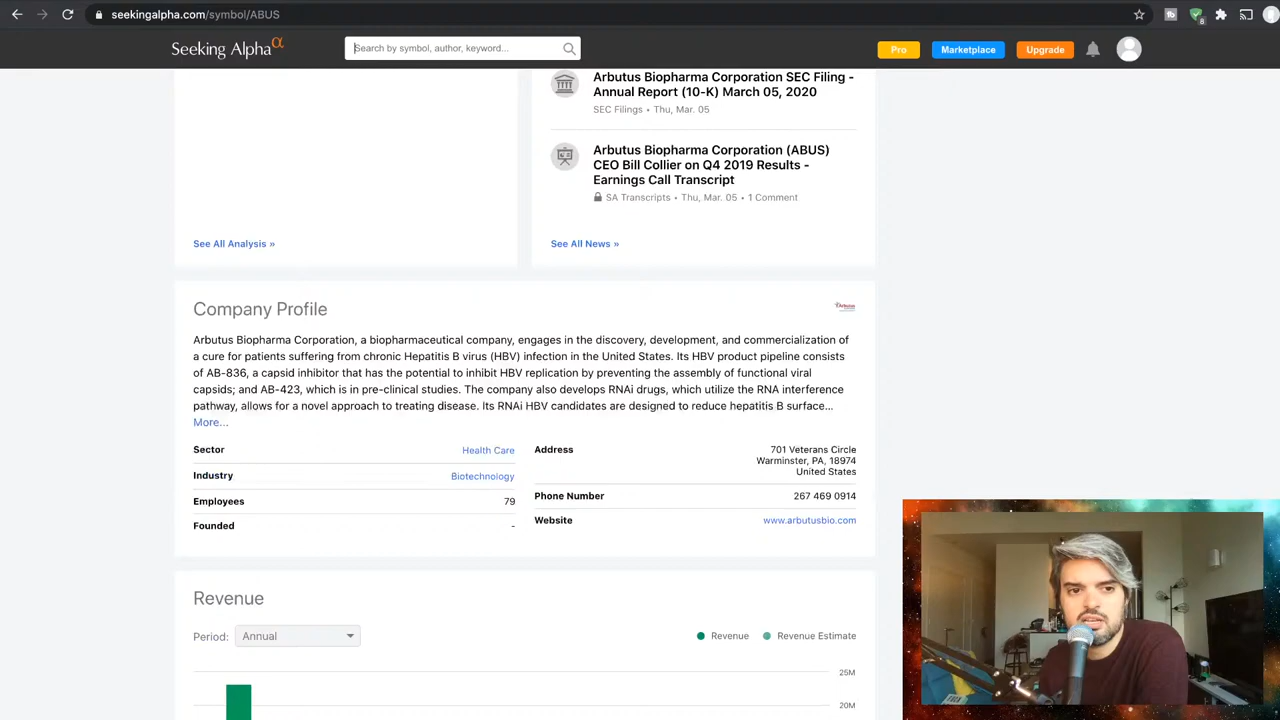 seekingalpha.com/symbol/ABUS
Seeking Alpha α
Search by symbol, author, keyword...
Pro
Marketplace
Upgrade
Arbutus Biopharma Corporation SEC Filing -
Annual Report (10-K) March 05, 2020
SEC Filings • Thu, Mar. 05
Arbutus Biopharma Corporation (ABUS)
CEO Bill Collier on Q4 2019 Results -
Earnings Call Transcript
SA Transcripts • Thu, Mar. 05 • 1 Comment
See All Analysis »
See All News »
Company Profile
Arbutus
Arbutus Biopharma Corporation, a biopharmaceutical company, engages in the discovery, development, and commercialization of
a cure for patients suffering from chronic Hepatitis B virus (HBV) infection in the United States. Its HBV product pipeline consists
of AB-836, a capsid inhibitor that has the potential to inhibit HBV replication by preventing the assembly of functional viral
capsids; and AB-423, which is in pre-clinical studies. The company also develops RNAi drugs, which utilize the RNA interference
pathway, allows for a novel approach to treating disease. Its RNAi HBV candidates are designed to reduce hepatitis B surface...
More...
Sector Health Care
Industry Biotechnology
Employees 79
Founded -
Address 701 Veterans Circle
Warminster, PA, 18974
United States
Phone Number 267 469 0914
Website www.arbutusbio.com
Revenue
Period: Annual
Revenue
Revenue Estimate
25M
20M